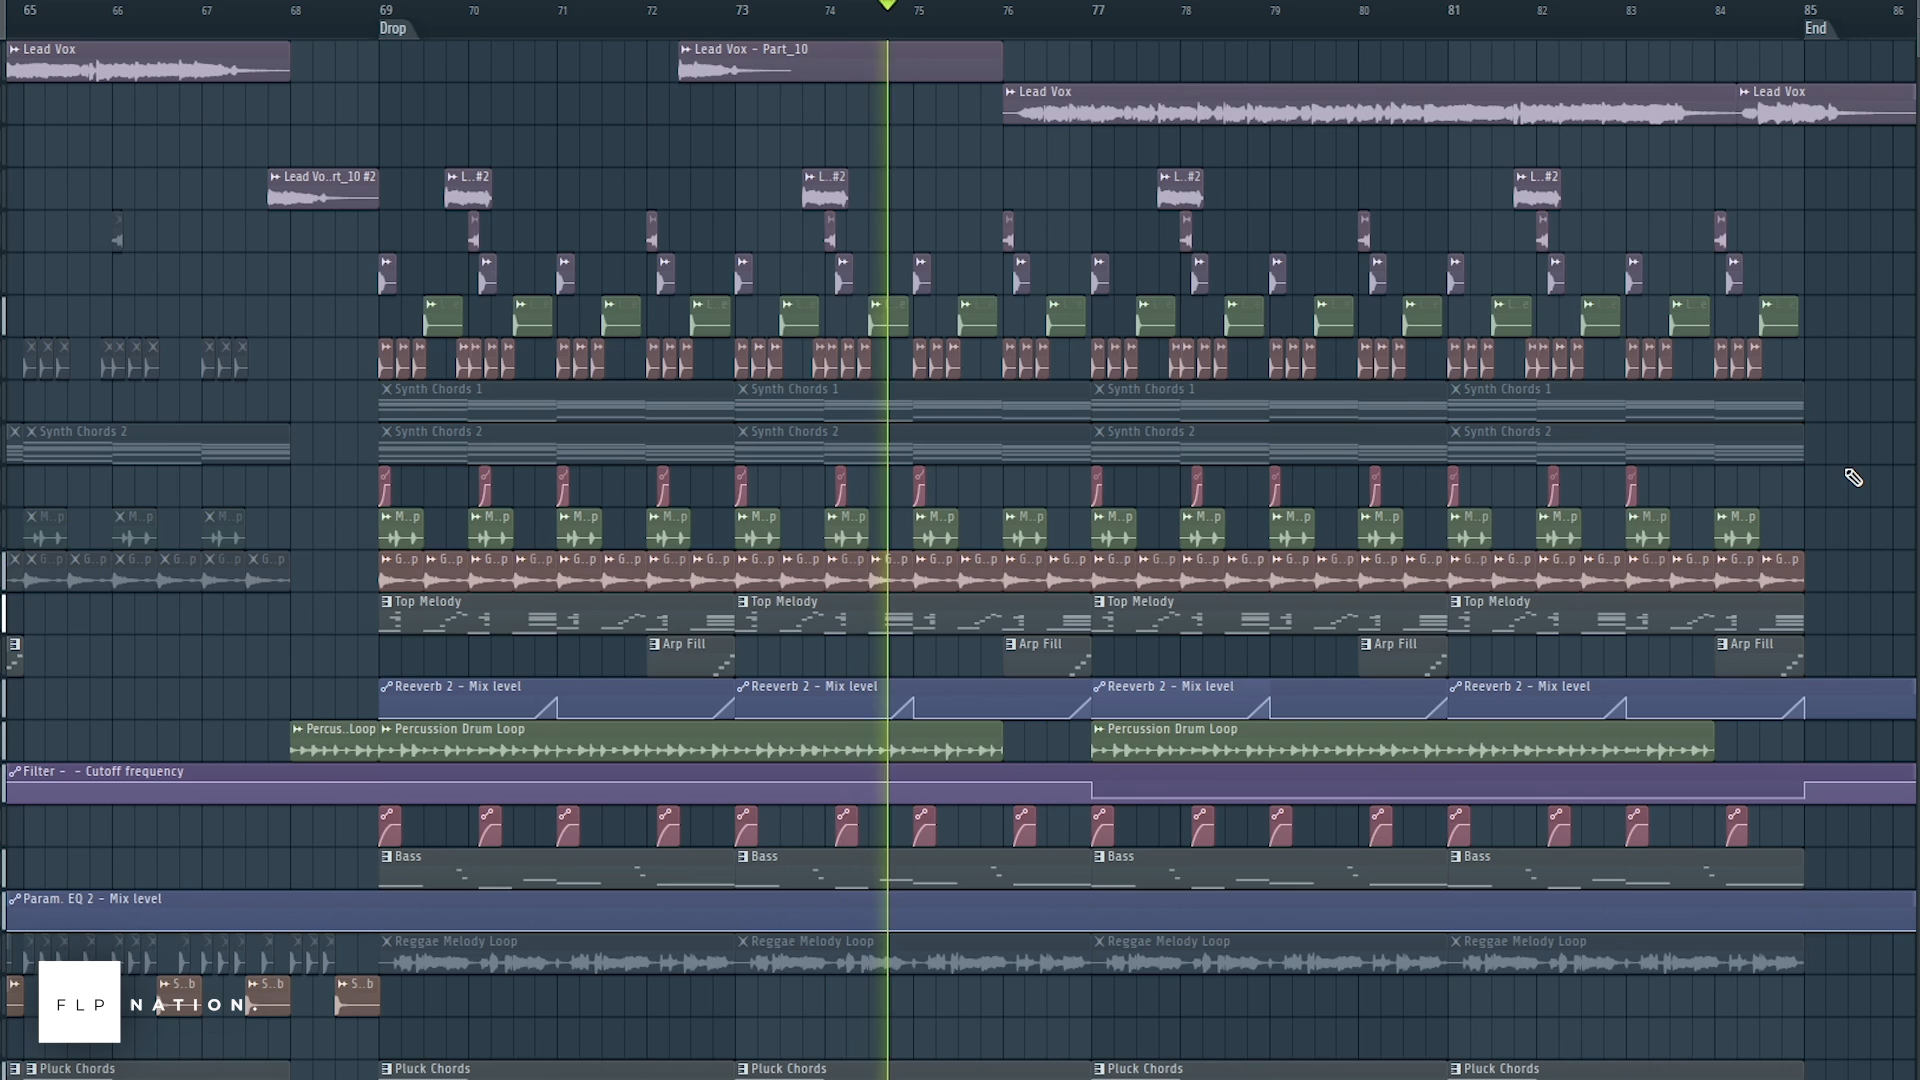 65 66 67 68 69 70 71 72 73 74 75 76 77 78 79 80 81 82 83 84 85 86
Drop End
Lead Vox Lead Vox - Part_10
Lead Vox Lead Vox
Lead Vo..rt_10 #2 L..#2 L..#2 L..#2 L..#2
Synth Chords 1 Synth Chords 1 Synth Chords 1 Synth Chords 1
Synth Chords 2 Synth Chords 2 Synth Chords 2 Synth Chords 2 Synth Chords 2
M..p M..p M..p M..p M..p M..p M..p M..p M..p M..p M..p M..p M..p M..p M..p M..p M..p M..p M..p
G..p G..p G..p G..p G..p G..p G..p G..p G..p G..p G..p G..p G..p G..p G..p G..p G..p G..p G..p G..p G..p G..p G..p G..p G..p G..p G..p G..p G..p G..p G..p G..p G..p G..p G..p G..p G..p G..p
Top Melody Top Melody Top Melody Top Melody
Arp Fill Arp Fill Arp Fill Arp Fill
Reeverb 2 - Mix level Reeverb 2 - Mix level Reeverb 2 - Mix level Reeverb 2 - Mix level
Percus..Loop Percussion Drum Loop Percussion Drum Loop
Filter - - Cutoff frequency
Bass Bass Bass Bass
Param. EQ 2 - Mix level
Reggae Melody Loop Reggae Melody Loop Reggae Melody Loop Reggae Melody Loop
S..b S..b S..b
FLP NATION.
Pluck Chords Pluck Chords Pluck Chords Pluck Chords Pluck Chords